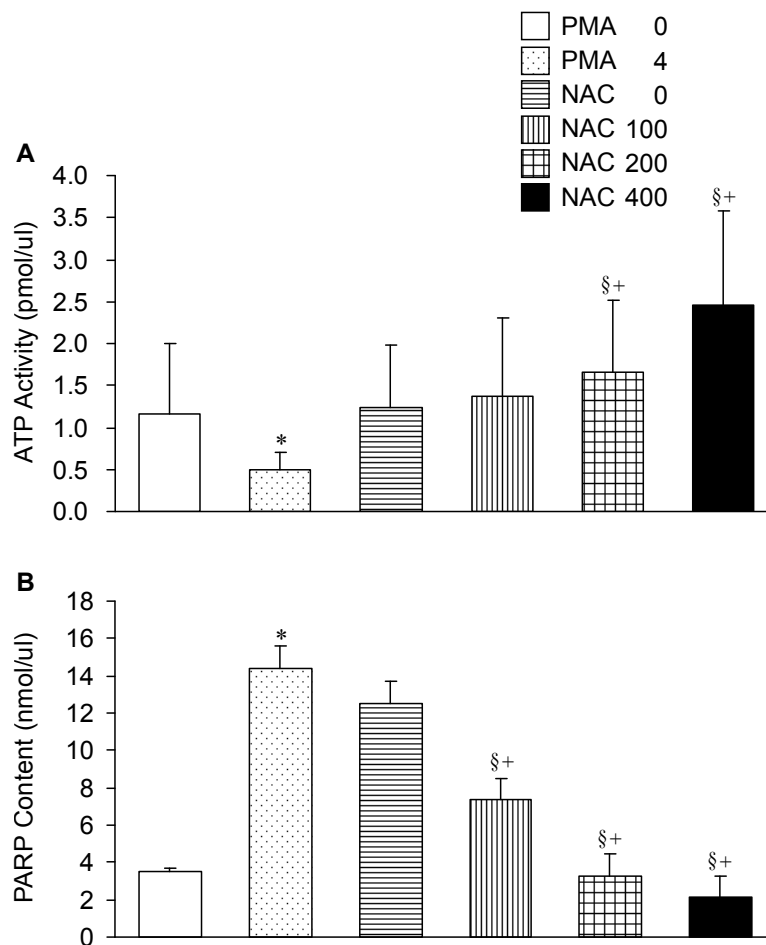 PMA 0
PMA 4
NAC 0
NAC 100
NAC 200
NAC 400
A
ATP Activity (pmol/ul)
4.0
3.5
3.0
2.5
2.0
1.5
1.0
0.5
0.0
*
§+
§+
B
PARP Content (nmol/ul)
18
16
14
12
10
8
6
4
2
0
*
§+
§+
§+